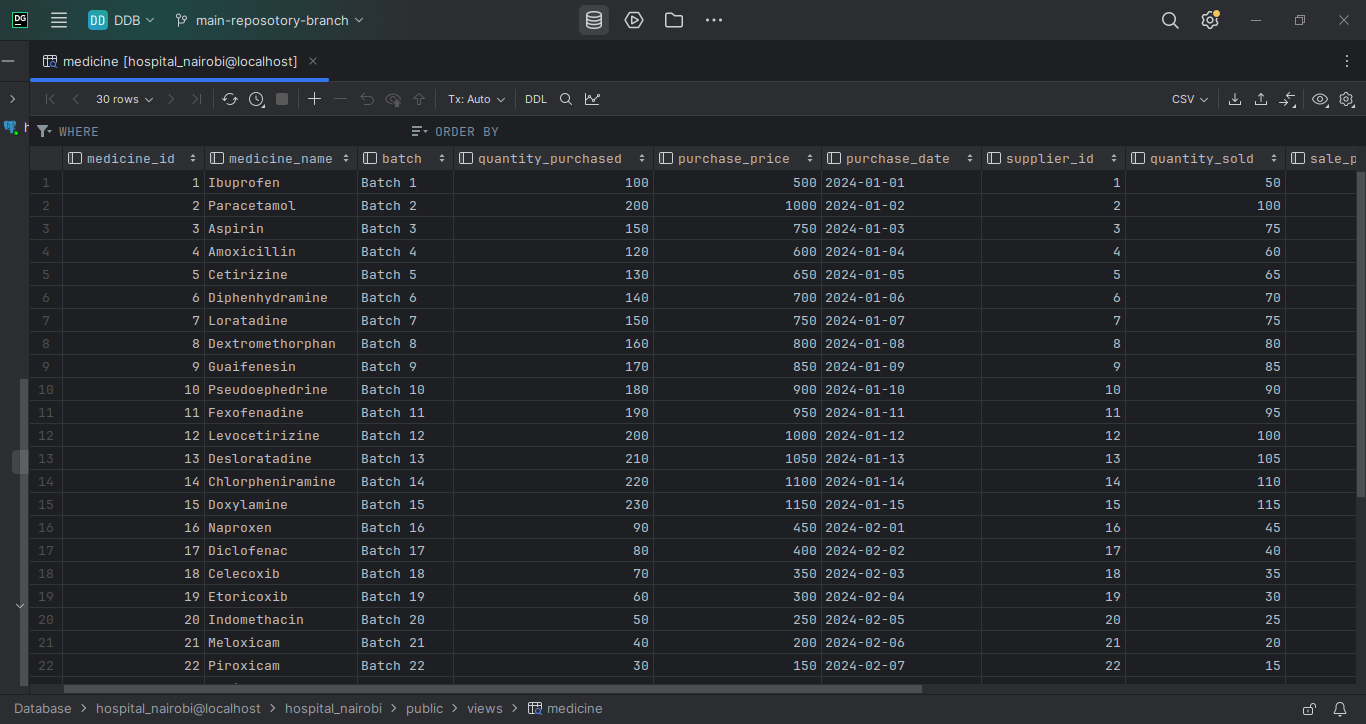 DG DD DDB main-reposotory-branch
medicine [hospital_nairobi@localhost]
30 rows Tx: Auto DDL CSV
WHERE ORDER BY
medicine_id medicine_name batch quantity_purchased purchase_price purchase_date supplier_id quantity_sold sale_p
1 1 Ibuprofen Batch 1 100 500 2024-01-01 1 50
2 2 Paracetamol Batch 2 200 1000 2024-01-02 2 100
3 3 Aspirin Batch 3 150 750 2024-01-03 3 75
4 4 Amoxicillin Batch 4 120 600 2024-01-04 4 60
5 5 Cetirizine Batch 5 130 650 2024-01-05 5 65
6 6 Diphenhydramine Batch 6 140 700 2024-01-06 6 70
7 7 Loratadine Batch 7 150 750 2024-01-07 7 75
8 8 Dextromethorphan Batch 8 160 800 2024-01-08 8 80
9 9 Guaifenesin Batch 9 170 850 2024-01-09 9 85
10 10 Pseudoephedrine Batch 10 180 900 2024-01-10 10 90
11 11 Fexofenadine Batch 11 190 950 2024-01-11 11 95
12 12 Levocetirizine Batch 12 200 1000 2024-01-12 12 100
13 13 Desloratadine Batch 13 210 1050 2024-01-13 13 105
14 14 Chlorpheniramine Batch 14 220 1100 2024-01-14 14 110
15 15 Doxylamine Batch 15 230 1150 2024-01-15 15 115
16 16 Naproxen Batch 16 90 450 2024-02-01 16 45
17 17 Diclofenac Batch 17 80 400 2024-02-02 17 40
18 18 Celecoxib Batch 18 70 350 2024-02-03 18 35
19 19 Etoricoxib Batch 19 60 300 2024-02-04 19 30
20 20 Indomethacin Batch 20 50 250 2024-02-05 20 25
21 21 Meloxicam Batch 21 40 200 2024-02-06 21 20
22 22 Piroxicam Batch 22 30 150 2024-02-07 22 15
Database hospital_nairobi@localhost hospital_nairobi public views medicine